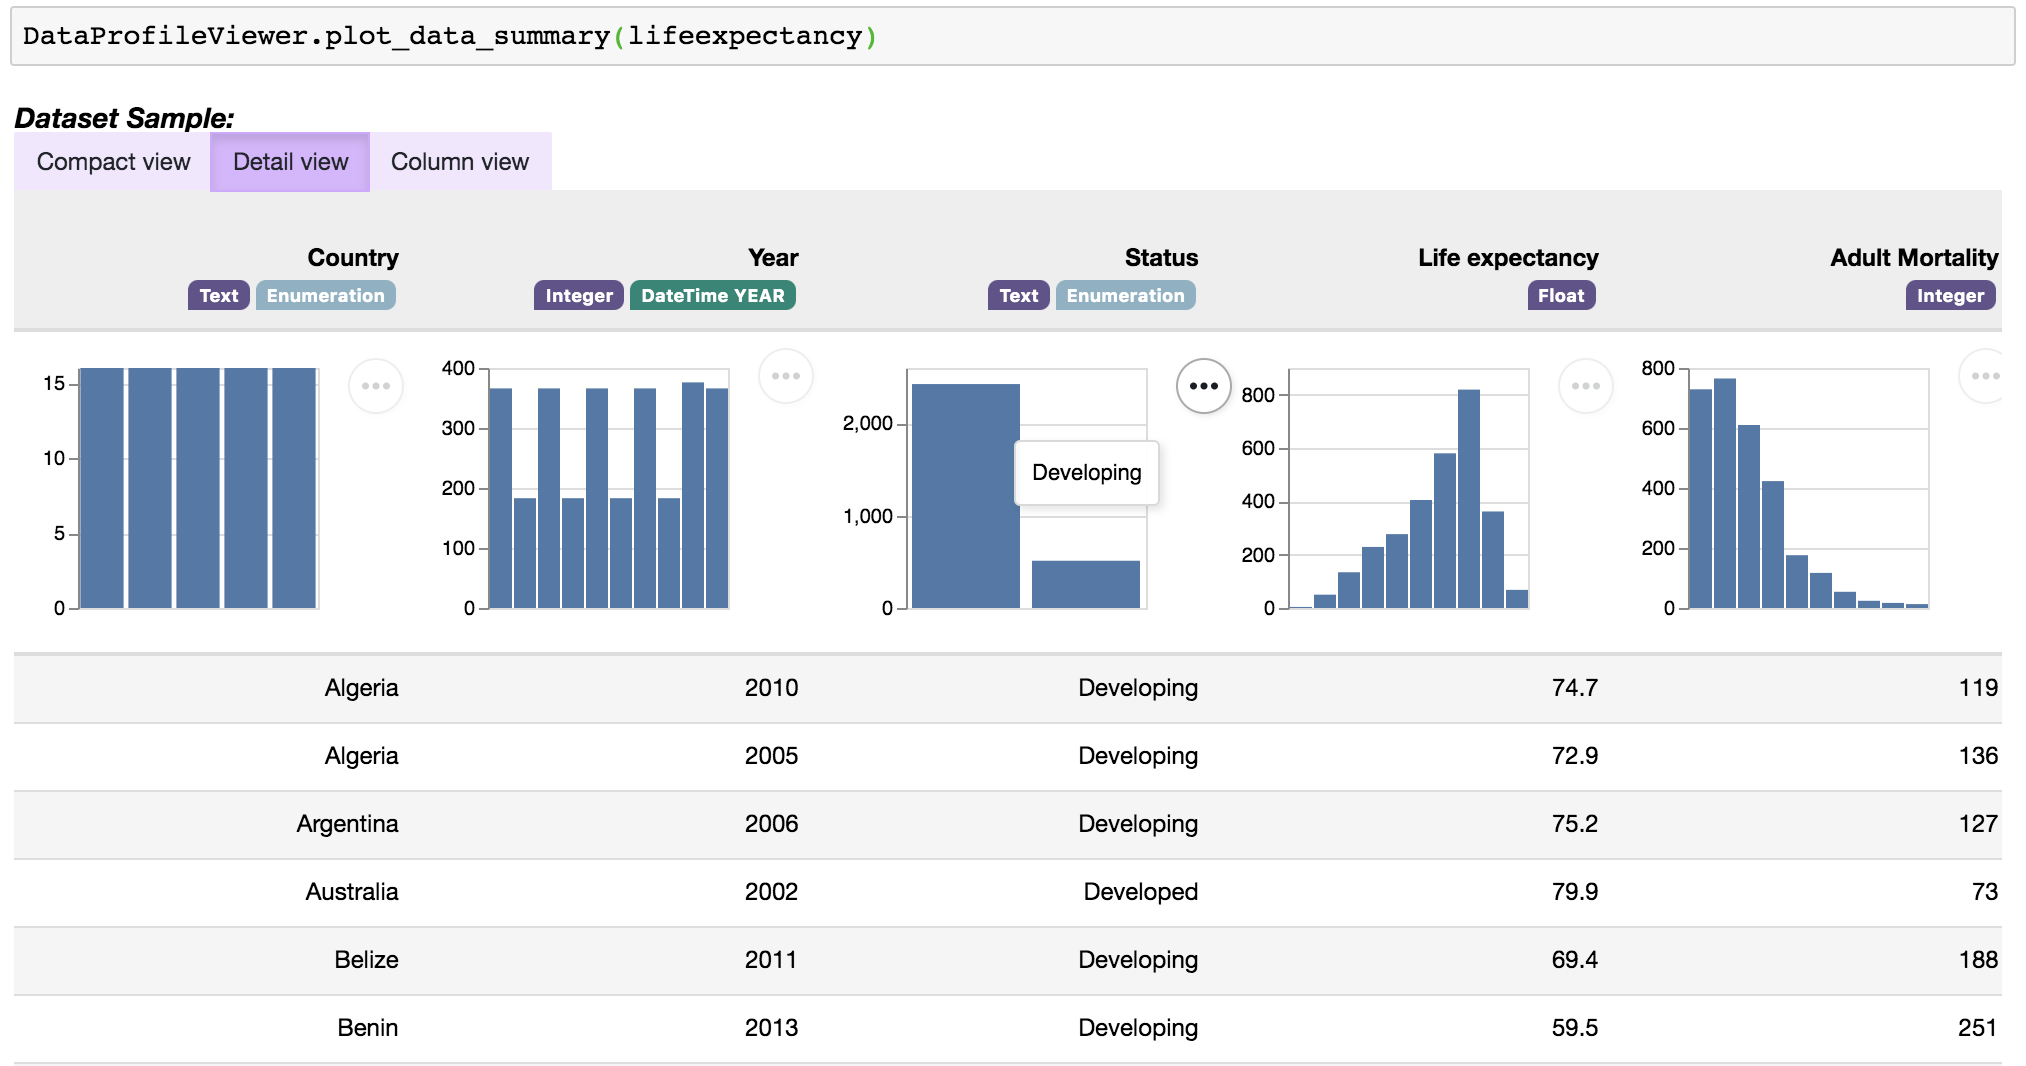 DataProfileViewer.plot_data_summary(lifeexpectancy)
Dataset Sample:
Compact view Detail view Column view
Country Year Status Life expectancy Adult Mortality
Text Enumeration Integer DateTime YEAR Text Enumeration Float Integer
15 10 5 0
400 300 200 100 0
2,000 1,000 0
Developing
800 600 400 200 0
800 600 400 200 0
Algeria 2010 Developing 74.7 119
Algeria 2005 Developing 72.9 136
Argentina 2006 Developing 75.2 127
Australia 2002 Developed 79.9 73
Belize 2011 Developing 69.4 188
Benin 2013 Developing 59.5 251